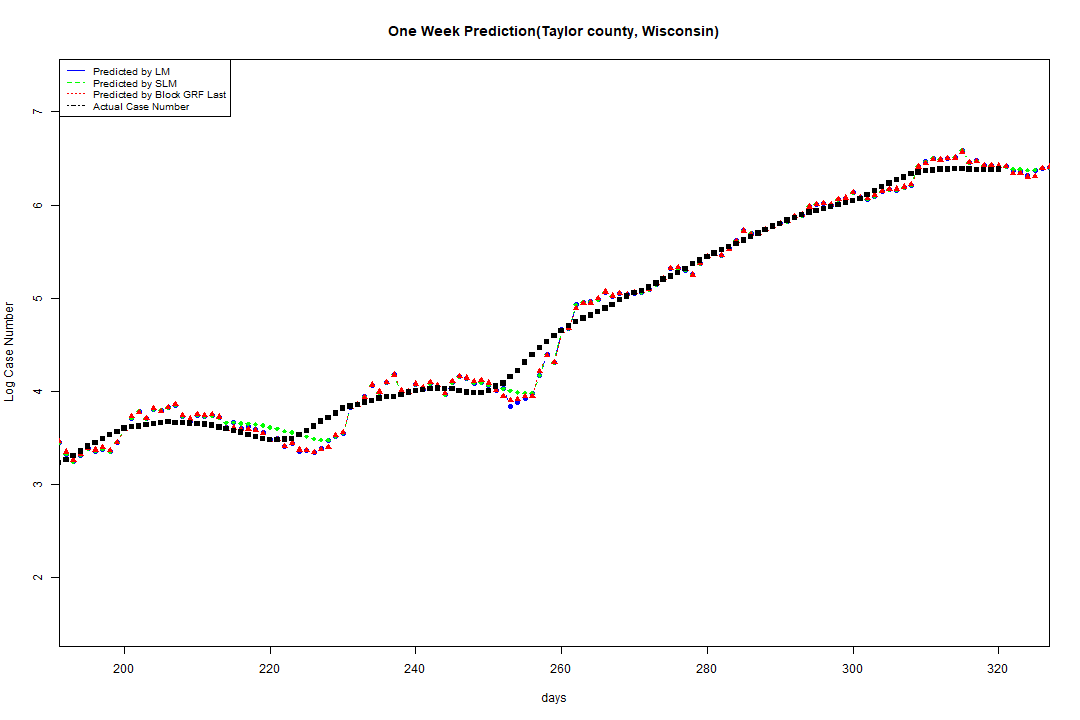 One Week Prediction(Taylor county, Wisconsin)
Predicted by LM
Predicted by SLM
Predicted by Block GRF Last
Actual Case Number
7
6
5
4
3
2
Log Case Number
200 220 240 260 280 300 320
days